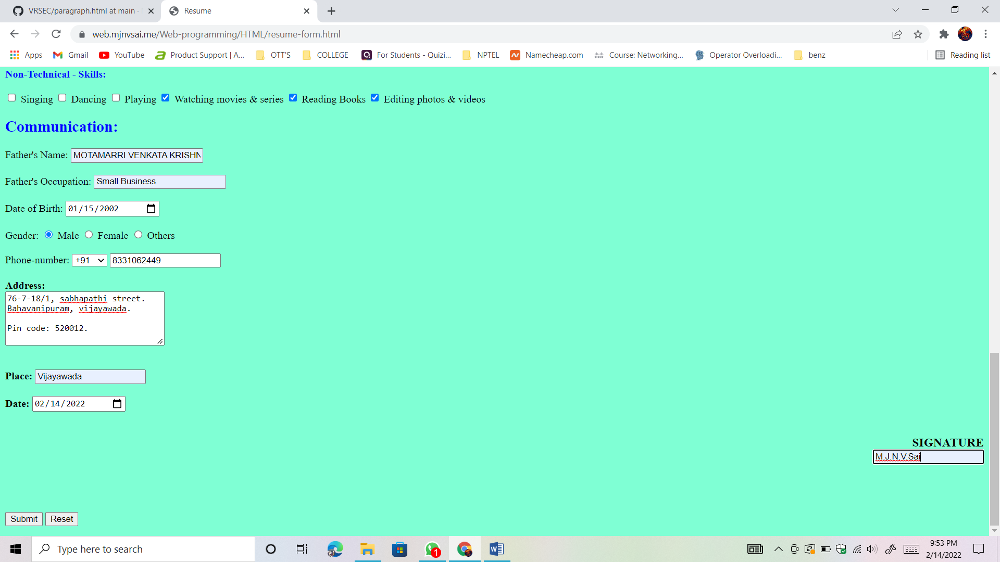 VRSEC/paragraph.html at main ·
Resume
web.mjnvsai.me/Web-programming/HTML/resume-form.html
Apps
Gmail
YouTube
Product Support | A...
OTT'S
COLLEGE
For Students - Quizi...
NPTEL
Namecheap.com
Course: Networking...
Operator Overloadi...
benz
Reading list
Non-Technical - Skills:
Singing Dancing Playing Watching movies & series Reading Books Editing photos & videos
Communication:
Father's Name: MOTAMARRI VENKATA KRISHN
Father's Occupation: Small Business
Date of Birth: 01/15/2002
Gender: Male Female Others
Phone-number: +91 8331062449
Address:
76-7-18/1, sabhapathi street.
Bahavanipuram, vijayawada.
Pin code: 520012.
Place: Vijayawada
Date: 02/14/2022
SIGNATURE
M.J.N.V.Sai
Submit Reset
Type here to search
1
9:53 PM
2/14/2022